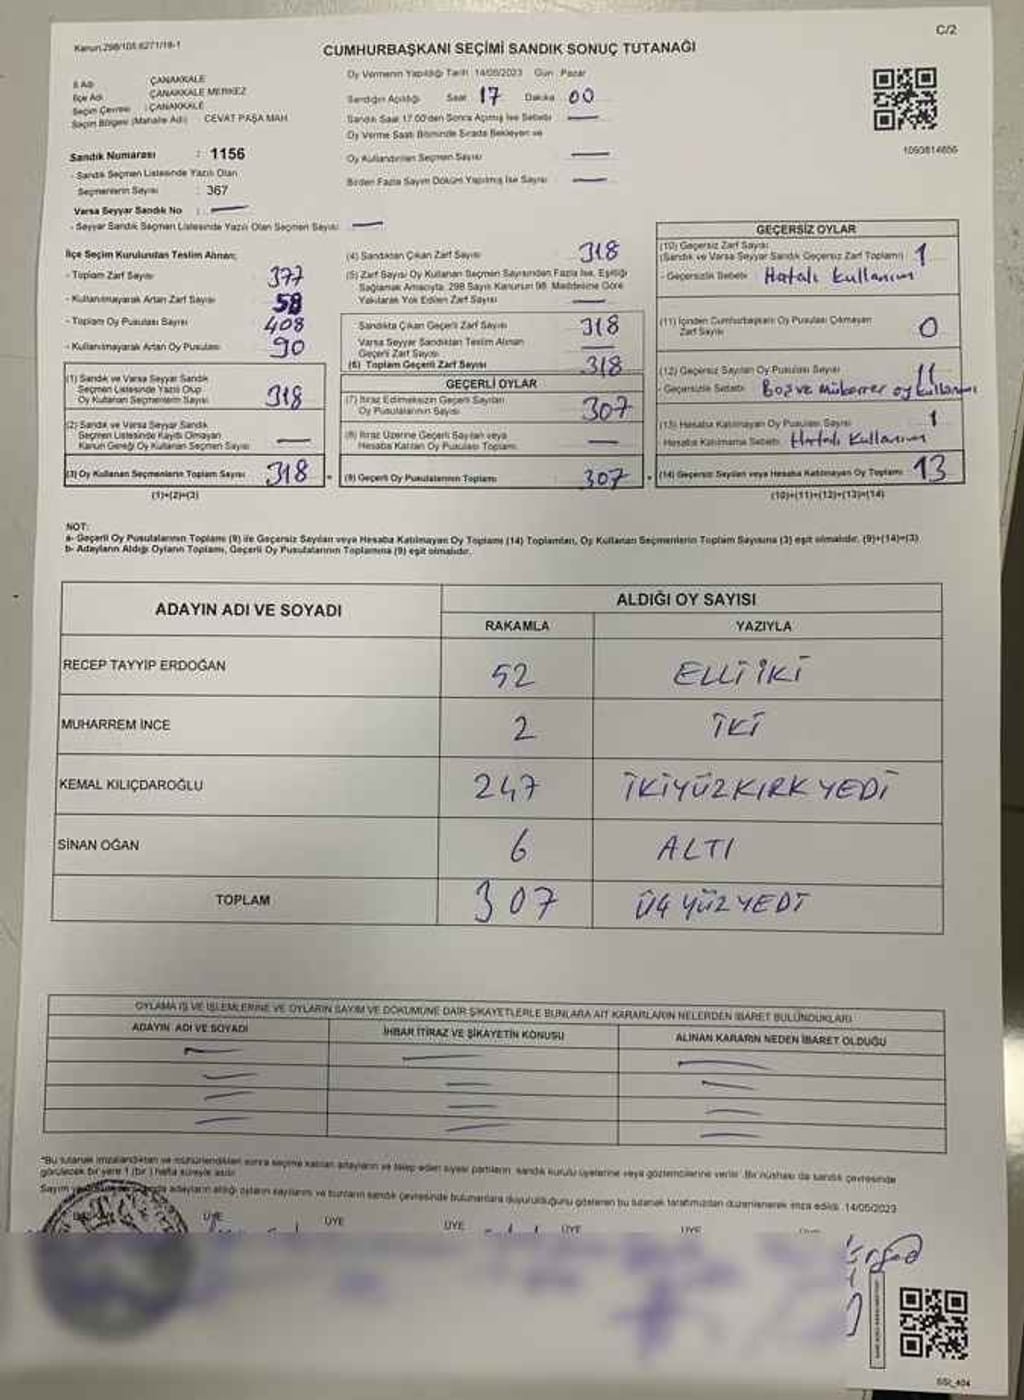 Kanun.298/105.6271/18-1
C/2
CUMHURBAŞKANI SEÇİMİ SANDIK SONUÇ TUTANAĞI
İl Adı ÇANAKKALE
İlçe Adı ÇANAKKALE MERKEZ
Seçim Çevresi : ÇANAKKALE
Seçim Bölgesi (Mahalle Adı) : CEVAT PAŞA MAH.
Sandık Numarası : 1156
- Sandık Seçmen Listesinde Yazılı Olan
Seçmenlerin Sayısı : 367
Varsa Seyyar Sandık No :
- Seyyar Sandık Seçmen Listesinde Yazılı Olan Seçmen Sayısı
Oy Vermenin Yapıldığı Tarih 14/05/2023 Gün Pazar
Sandığın Açıldığı Saat 17 Dakika 00
Sandık Saat 17.00'den Sonra Açılmış İse Sebebi
Oy Verme Saati Bitiminde Sırada Bekleyen ve
Oy Kullandırılan Seçmen Sayısı
Birden Fazla Sayım Döküm Yapılmış İse Sayısı
1093814656
İlçe Seçim Kurulundan Teslim Alınan;
- Toplam Zarf Sayısı 377
- Kullanılmayarak Artan Zarf Sayısı 58
- Toplam Oy Pusulası Sayısı 408
- Kullanılmayarak Artan Oy Pusulası 90
(1) Sandık ve Varsa Seyyar Sandık
Seçmen Listesinde Yazılı Olup
Oy Kullanan Seçmenlerin Sayısı 318
(2) Sandık ve Varsa Seyyar Sandık
Seçmen Listesinde Kayıtlı Olmayan
Kanun Gereği Oy Kullanan Seçmen Sayısı
(3) Oy Kullanan Seçmenlerin Toplam Sayısı 318
(1)+(2)=(3)
(4) Sandıktan Çıkan Zarf Sayısı 318
(5) Zarf Sayısı Oy Kullanan Seçmen Sayısından Fazla İse, Eşitliği
Sağlamak Amacıyla, 298 Sayılı Kanunun 98. Maddesine Göre
Yakılarak Yok Edilen Zarf Sayısı
Sandıkta Çıkan Geçerli Zarf Sayısı 318
Varsa Seyyar Sandıktan Teslim Alınan
Geçerli Zarf Sayısı
(6) Toplam Geçerli Zarf Sayısı 318
GEÇERLİ OYLAR
(7) İtiraz Edilmeksizin Geçerli Sayılan
Oy Pusulalarının Sayısı 307
(8) İtiraz Üzerine Geçerli Sayılan veya
Hesaba Katılan Oy Pusulası Toplamı
(9) Geçerli Oy Pusulalarının Toplamı 307
GEÇERSİZ OYLAR
(10) Geçersiz Zarf Sayısı
(Sandık ve Varsa Seyyar Sandık Geçersiz Zarf Toplamı) 1
- Geçersizlik Sebebi Hatalı kullanım
(11) İçinden Cumhurbaşkanı Oy Pusulası Çıkmayan
Zarf Sayısı 0
(12) Geçersiz Sayılan Oy Pusulası Sayısı 11
- Geçersizlik Sebebi Boş ve Mükerrer oy kullanımı
(13) Hesaba Katılmayan Oy Pusulası Sayısı 1
Hesaba Katılmama Sebebi Hatalı Kullanım
(14) Geçersiz Sayılan veya Hesaba Katılmayan Oy Toplamı 13
(10)+(11)+(12)+(13)=(14)
NOT:
a- Geçerli Oy Pusulalarının Toplamı (9) ile Geçersiz Sayılan veya Hesaba Katılmayan Oy Toplamı (14) Toplamları, Oy Kullanan Seçmenlerin Toplam Sayısına (3) eşit olmalıdır. (9)+(14)=(3)
b- Adayların Aldığı Oyların Toplamı, Geçerli Oy Pusulalarının Toplamına (9) eşit olmalıdır.
ADAYIN ADI VE SOYADI
ALDIĞI OY SAYISI
RAKAMLA YAZIYLA
RECEP TAYYİP ERDOĞAN 52 ELLİ İKİ
MUHARREM İNCE 2 İKİ
KEMAL KILIÇDAROĞLU 247 İKİYÜZKIRK YEDİ
SİNAN OĞAN 6 ALTI
TOPLAM 307 ÜÇ YÜZ YEDİ
OYLAMA İŞ VE İŞLEMLERİNE VE OYLARIN SAYIM VE DÖKÜMÜNE DAİR ŞİKAYETLERLE BUNLARA AİT KARARLARIN NELERDEN İBARET BULUNDUKLARI
ADAYIN ADI VE SOYADI İHBAR İTİRAZ VE ŞİKAYETİN KONUSU ALINAN KARARIN NEDEN İBARET OLDUĞU
*Bu tutanak imzalandıktan ve mühürlendikten sonra seçime katılan adayların ve talep eden siyasi partilerin sandık kurulu üyelerine veya gözlemcilerine verilir. Bir nüshası da sandık çevresinde
görülecek bir yere 1 (bir) hafta süreyle asılır.
Sayım adayların aldığı oyların sayılarını ve bunların sandık çevresinde bulunanlara duyurulduğunu gösteren bu tutanak tarafımızdan düzenlenerek imza edildi. 14/05/2023
ÜYE ÜYE ÜYE ÜYE ÜYE
SSt_404